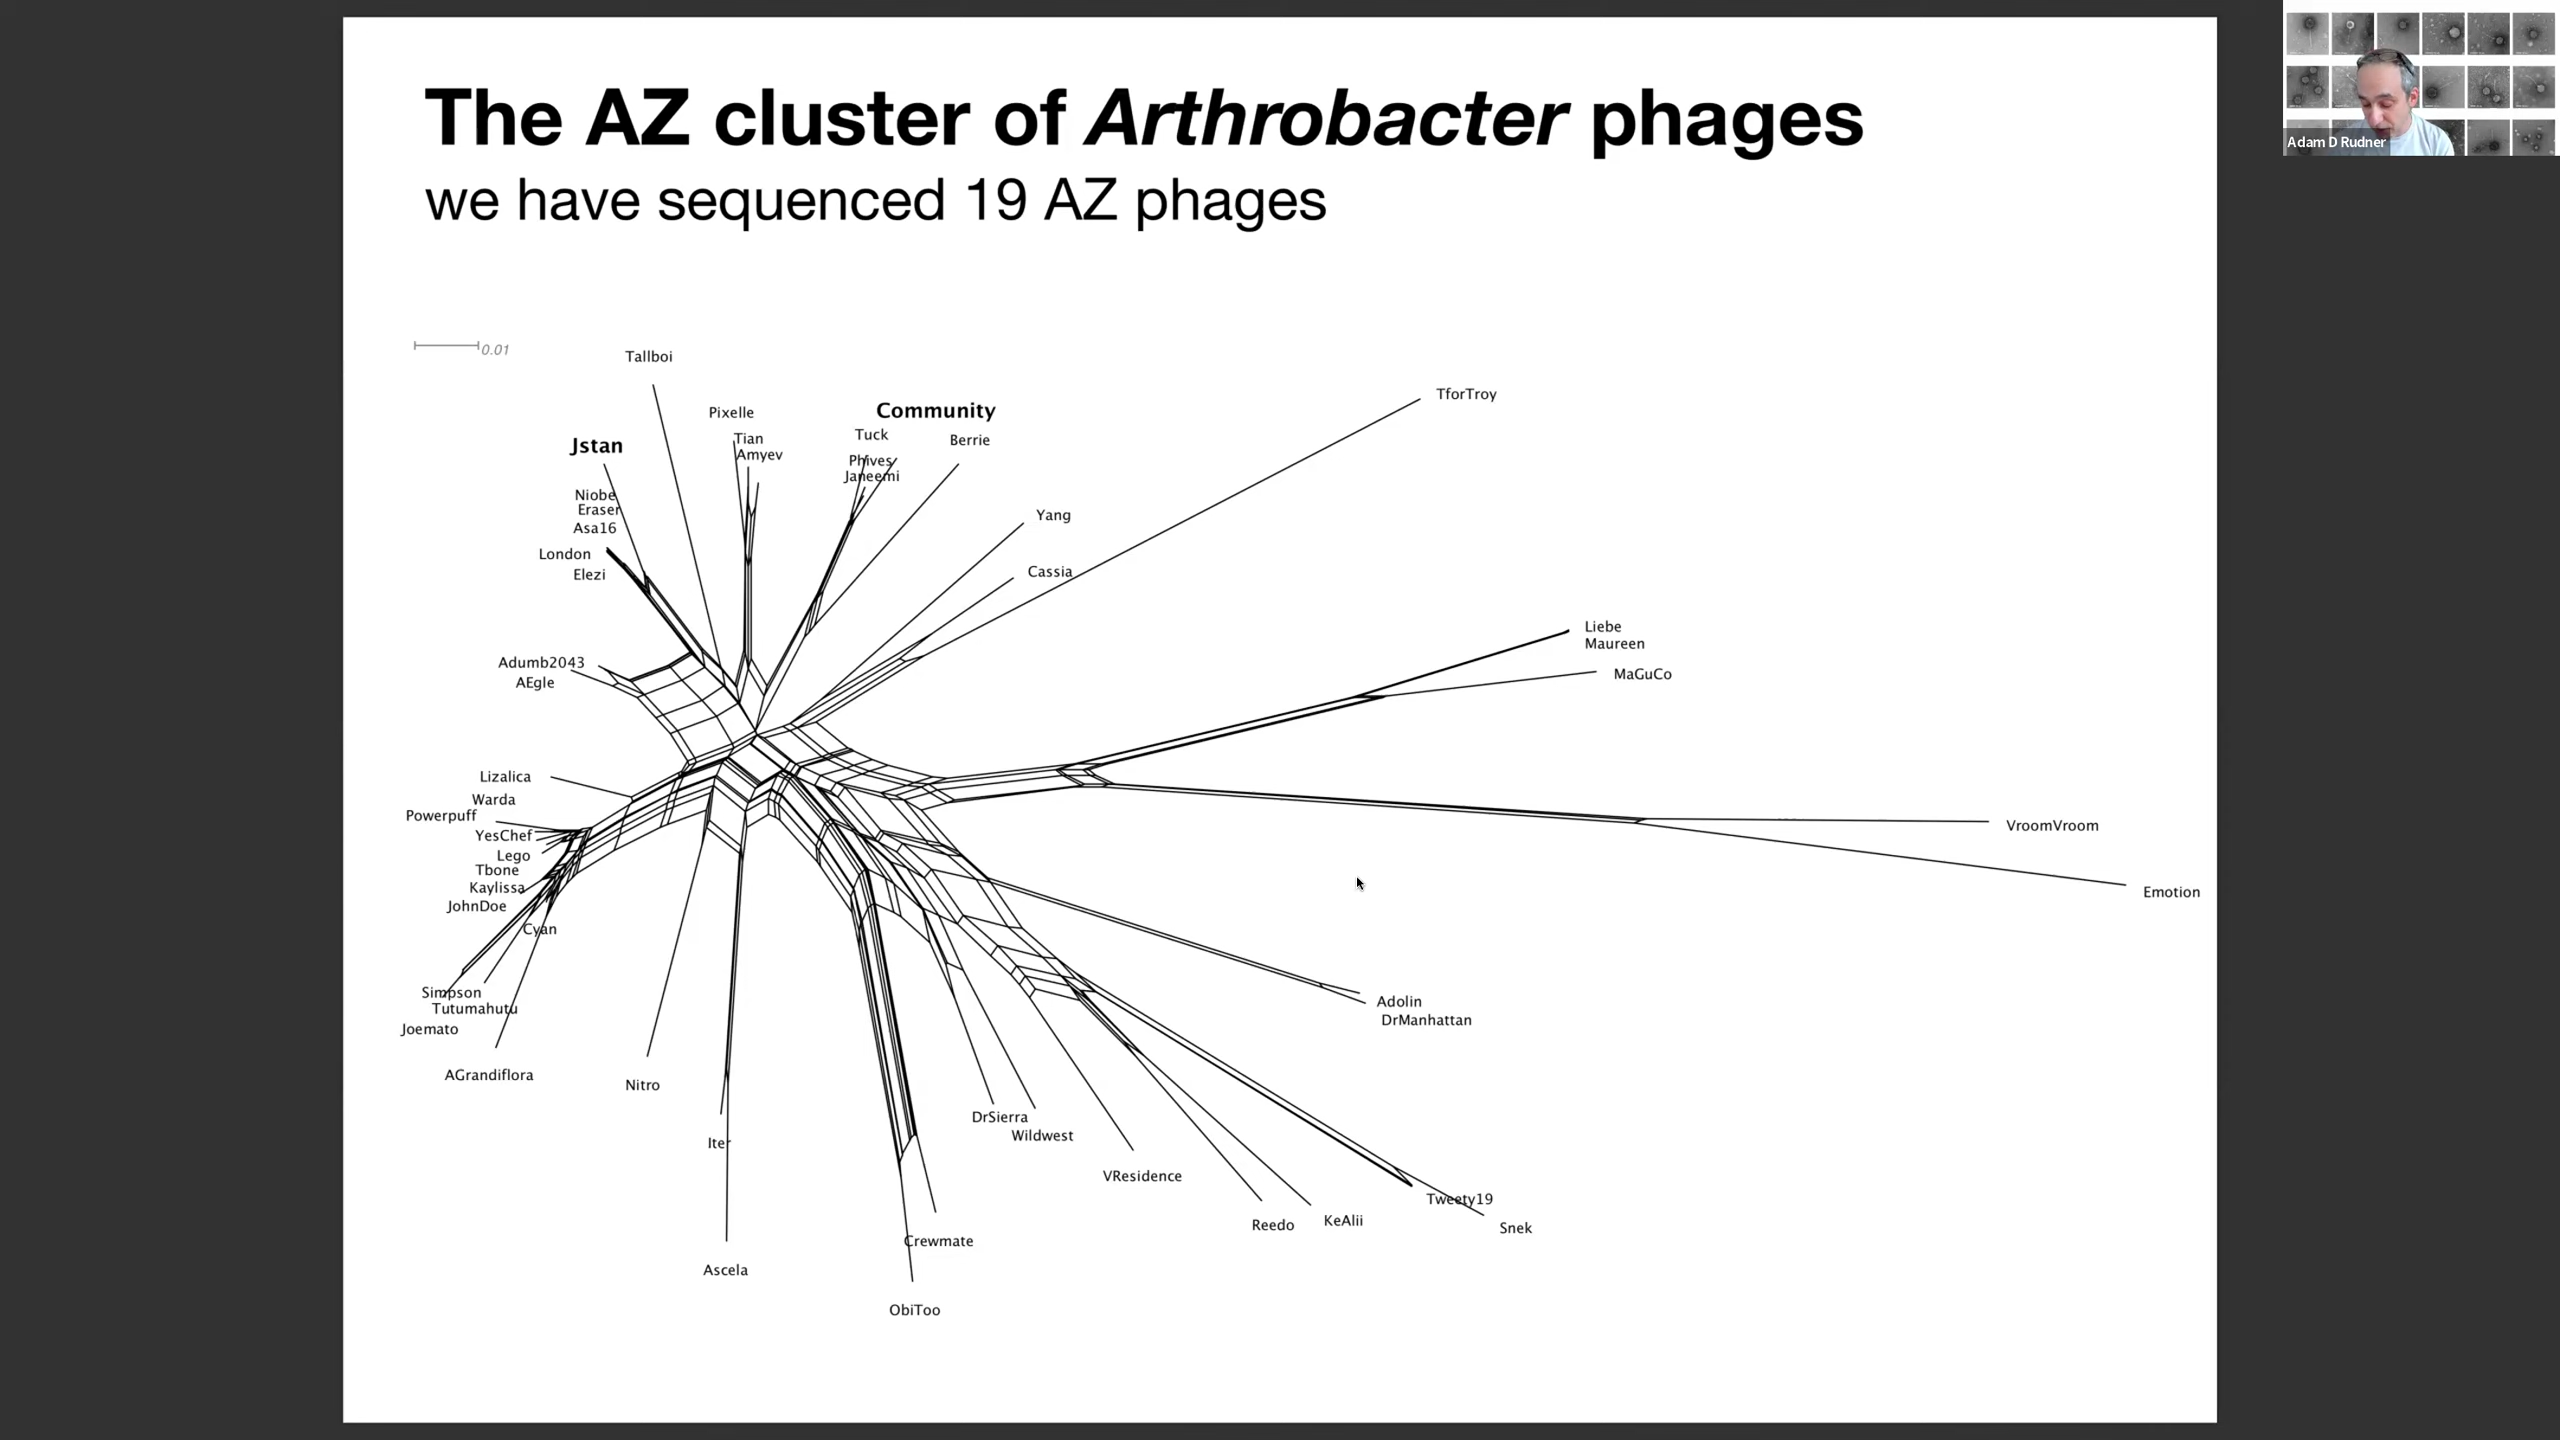 The AZ cluster of Arthrobacter phages
we have sequenced 19 AZ phages
Adam D Rudner
0.01
Tallboi
Pixelle
Tian
Amyev
Community
Tuck
Berrie
Phives
Janeemi
Jstan
Niobe
Eraser
Asa16
London
Elezi
TforTroy
Yang
Cassia
Liebe
Maureen
MaGuCo
Adumb2043
AEgle
Lizalica
Warda
Powerpuff
YesChef
Lego
Tbone
Kaylissa
JohnDoe
Cyan
VroomVroom
Emotion
Simpson
Tutumahutu
Joemato
AGrandiflora
Nitro
Iter
Ascela
Crewmate
ObiToo
DrSierra
Wildwest
VResidence
Adolin
DrManhattan
Reedo
KeAlii
Tweety19
Snek